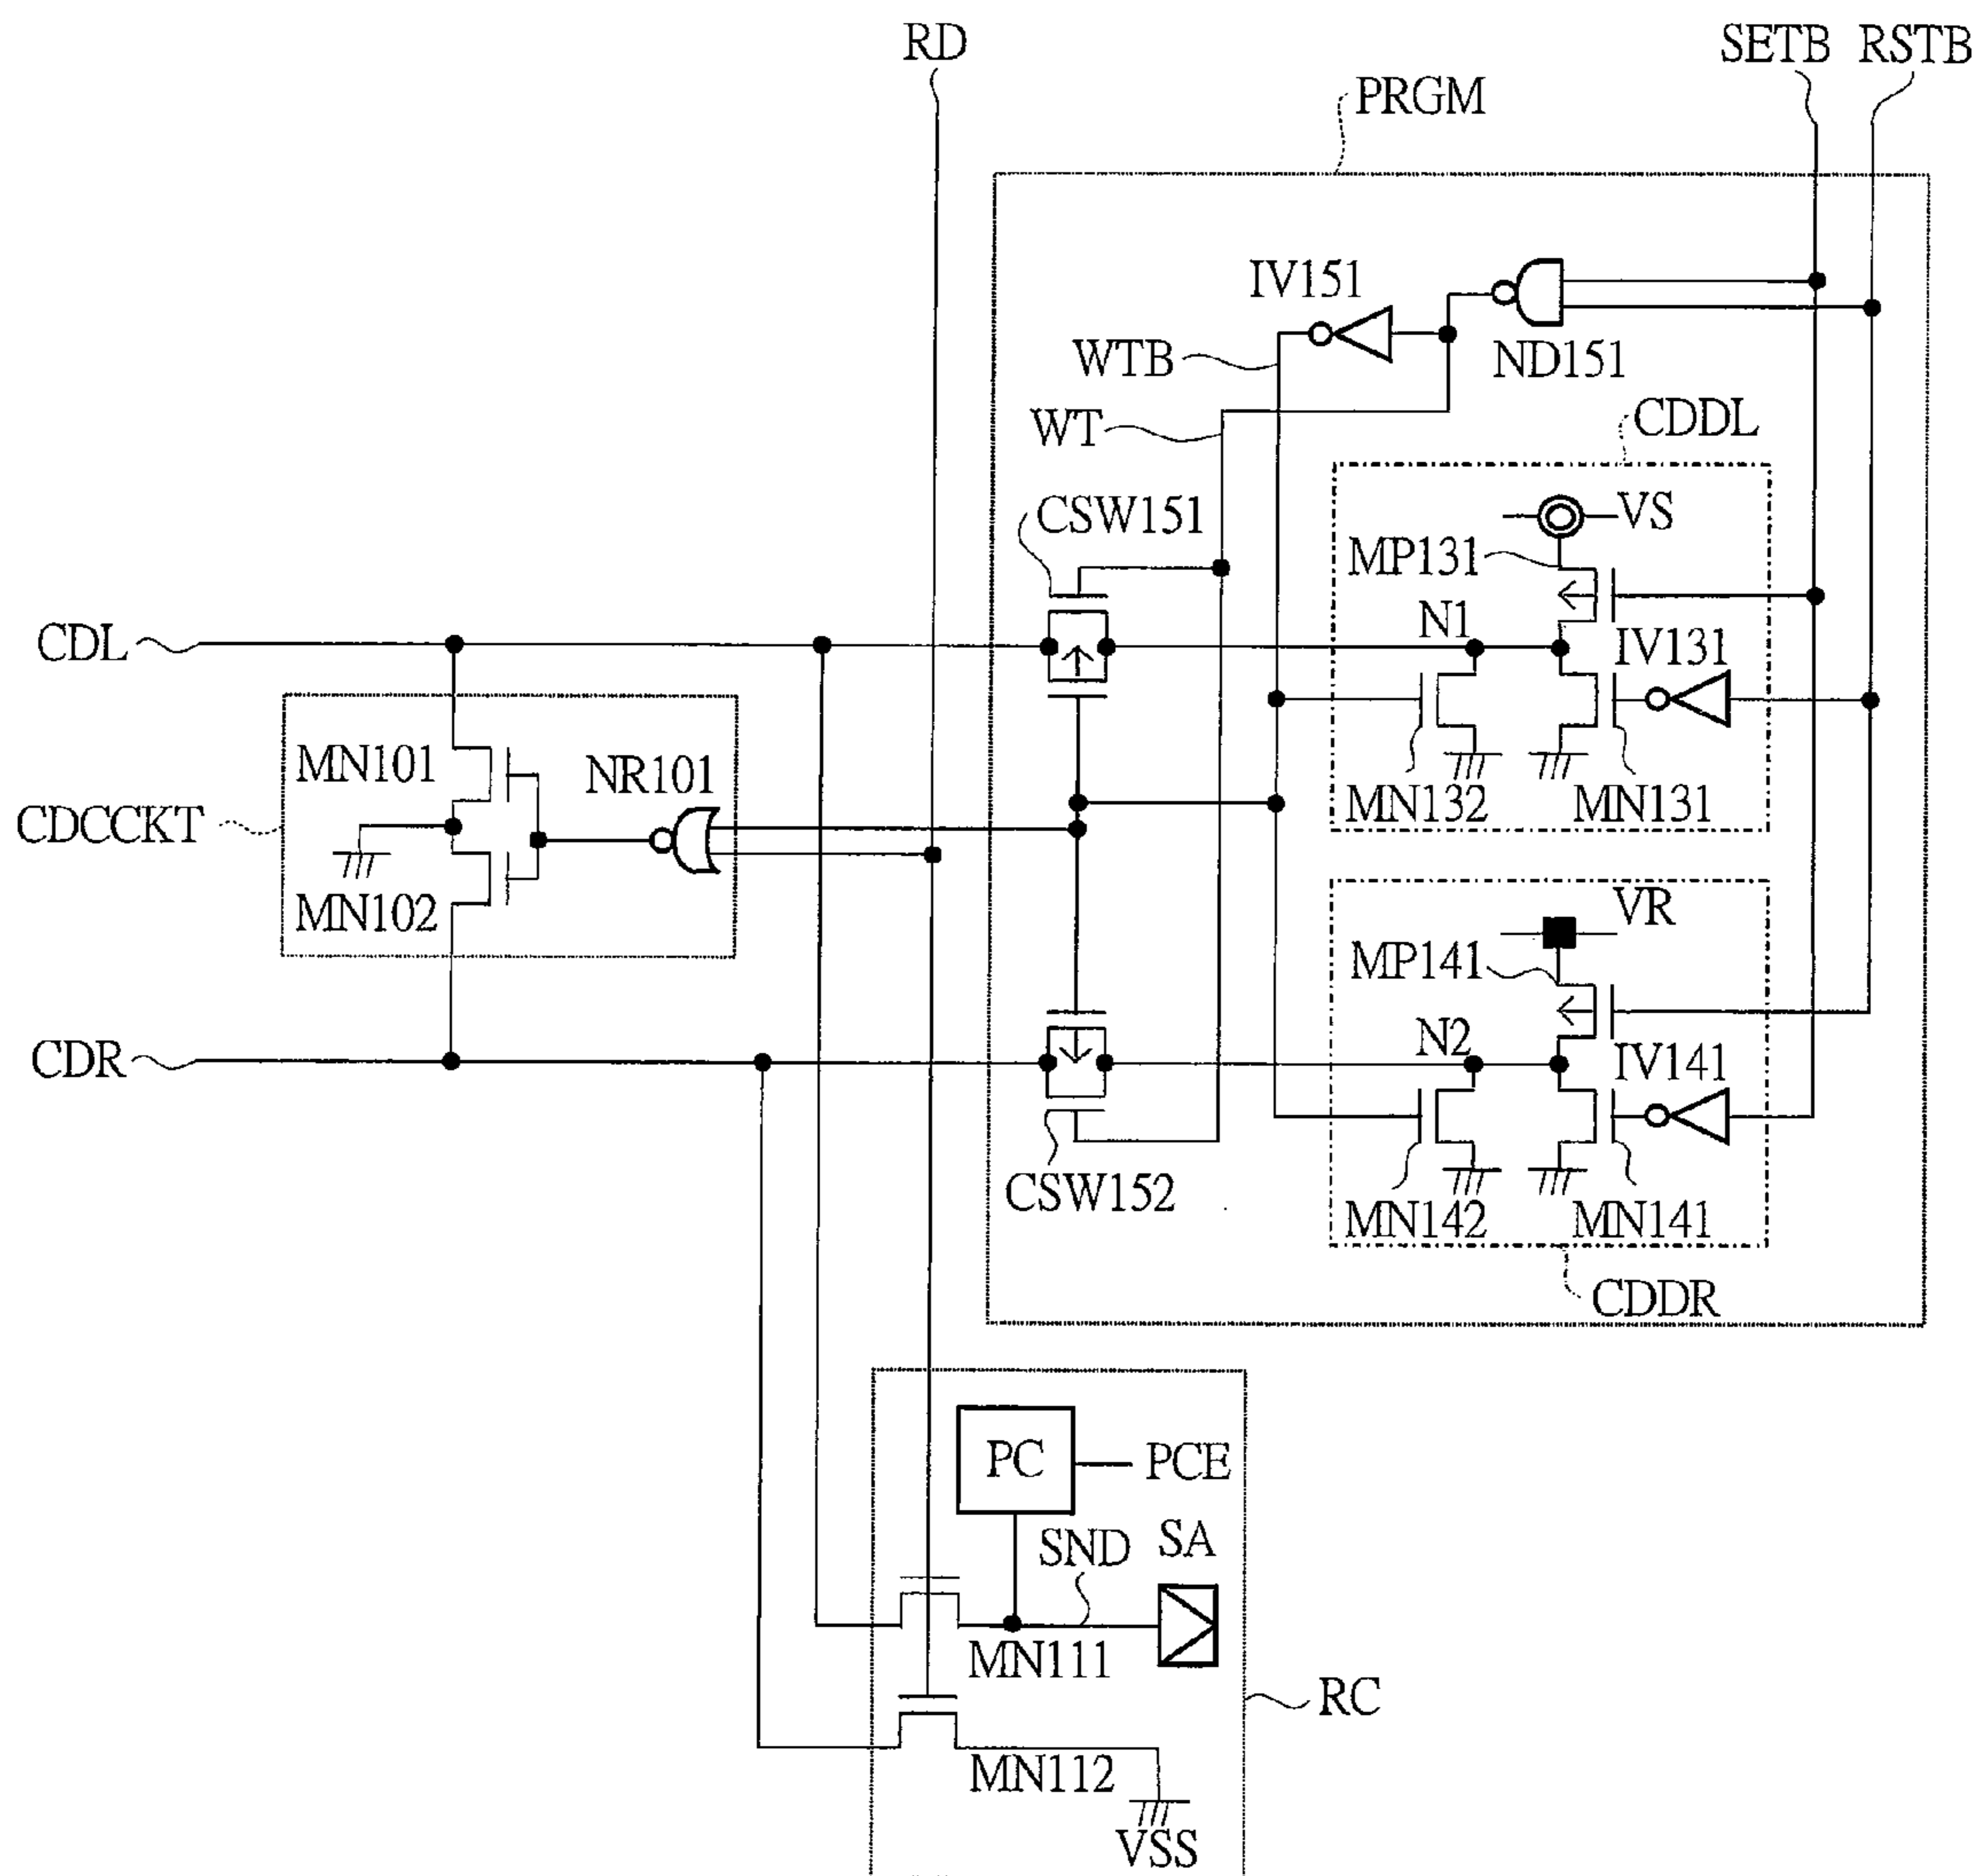 RD
SETB
RSTB
PRGM
IV151
WTB
ND151
WT
CDDL
CSW151
VS
MP131
N1
CDL
IV131
MN101
NR101
MN132
MN131
CDCCKT
MN102
VR
MP141
CDR
N2
IV141
CSW152
MN142
MN141
CDDR
PC
PCE
SND
SA
MN111
RC
MN112
VSS